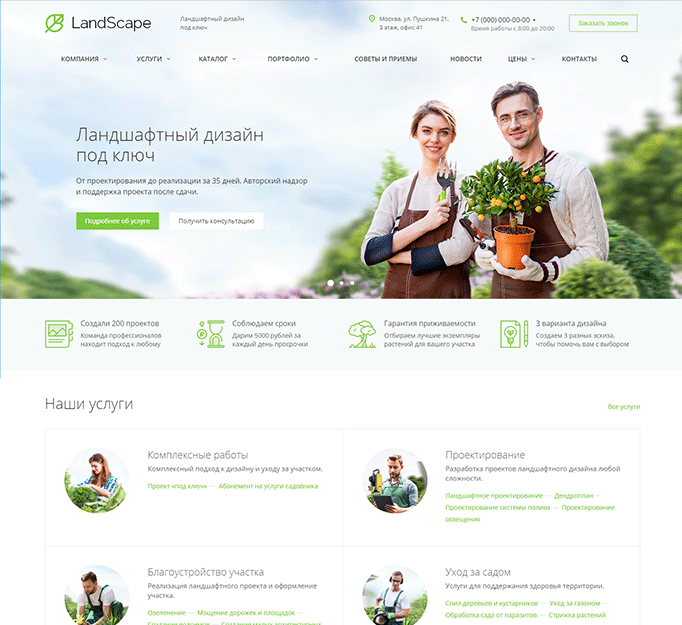 LandScape
Ландшафтный дизайн
под ключ
Москва, ул. Пушкина 21,
3 этаж, офис 41
+7 (000) 000-00-00
Время работы с 8:00 до 20:00
Заказать звонок
КОМПАНИЯ УСЛУГИ КАТАЛОГ ПОРТФОЛИО СОВЕТЫ И ПРИЕМЫ НОВОСТИ ЦЕНЫ КОНТАКТЫ
Ландшафтный дизайн
под ключ
От проектирования до реализации за 35 дней. Авторский надзор
и поддержка проекта после сдачи.
Подробнее об услуге Получить консультацию
Создали 200 проектов
Команда профессионалов
находит подход к любому
Соблюдаем сроки
Дарим 5000 рублей за
каждый день просрочки
Гарантия приживаемости
Отбираем лучшие экземпляры
растений для вашего участка
3 варианта дизайна
Создаем 3 разных эскиза,
чтобы помочь вам с выбором
Наши услуги
Все услуги
Комплексные работы
Комплексный подход к дизайну и уходу за участком.
Проект «под ключ» — Абонемент на услуги садовника
Проектирование
Разработка проектов ландшафтного дизайна любой
сложности.
Ландшафтное проектирование — Дендроплан —
Проектирование системы полива — Проектирование
освещения
Благоустройство участка
Реализация ландшафтного проекта и оформление
участка.
Озеленение — Мощение дорожек и площадок —
Создание водоемов — Создание малых архитектурных
Уход за садом
Услуги для поддержания здоровья территории.
Спил деревьев и кустарников — Уход за газоном —
Обработка сада от паразитов — Стрижка растений